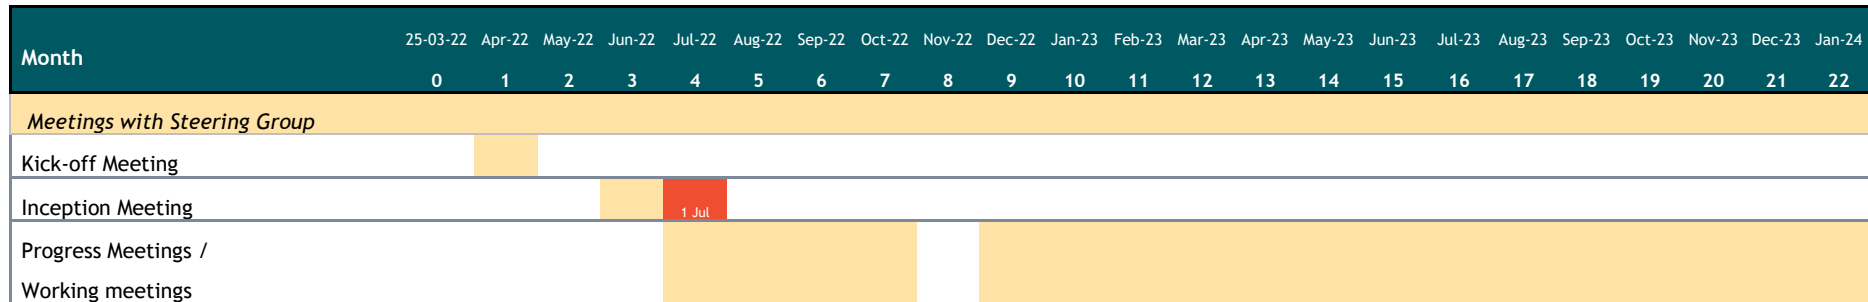 Month
25-03-22 Apr-22 May-22 Jun-22 Jul-22 Aug-22 Sep-22 Oct-22 Nov-22 Dec-22 Jan-23 Feb-23 Mar-23 Apr-23 May-23 Jun-23 Jul-23 Aug-23 Sep-23 Oct-23 Nov-23 Dec-23 Jan-24
0 1 2 3 4 5 6 7 8 9 10 11 12 13 14 15 16 17 18 19 20 21 22
Meetings with Steering Group
Kick-off Meeting
Inception Meeting 1 Jul
Progress Meetings /
Working meetings